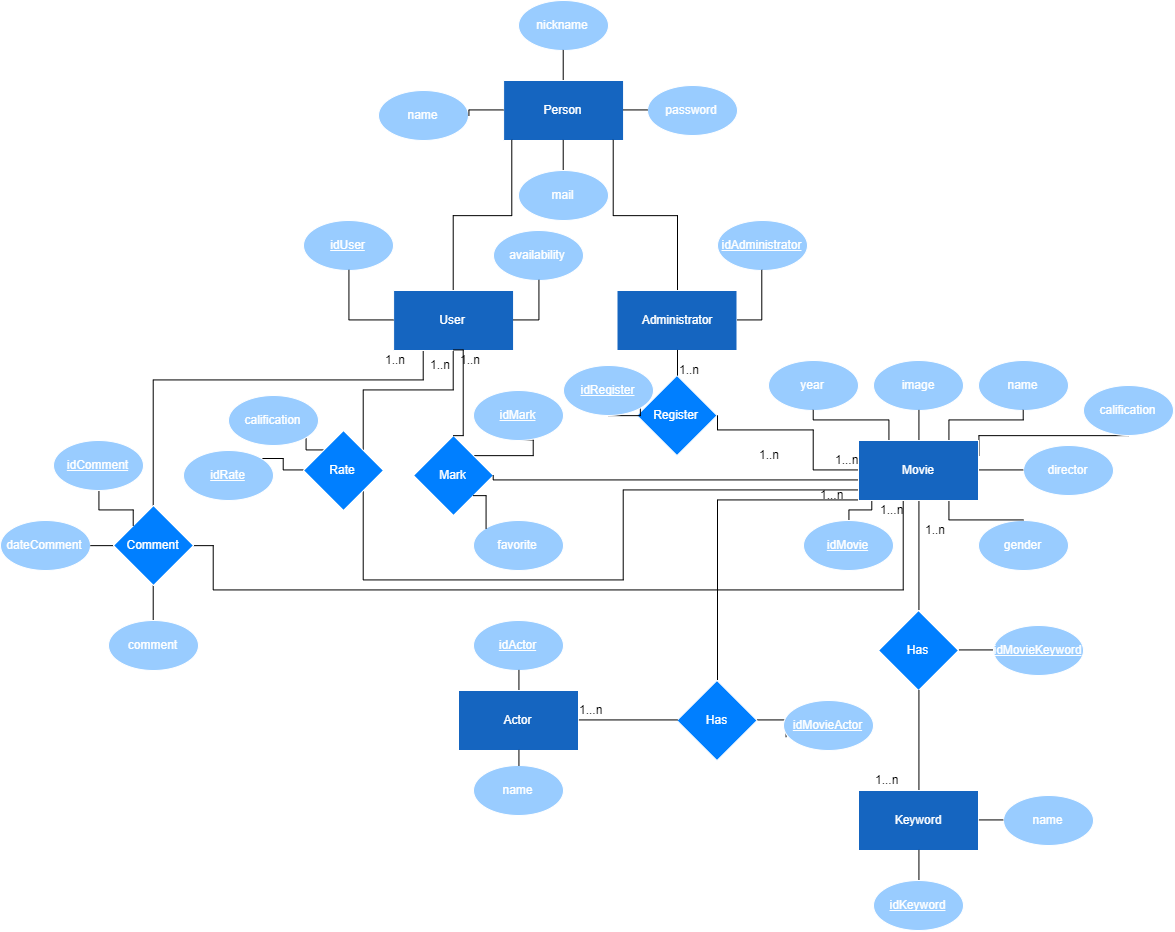 nickname
Person
name
password
mail
idUser
availability
idAdministrator
User
Administrator
1..n
1..n
1..n
1..n
idRegister
Register
year
image
name
calification
idMark
calification
1..n
1...n
Movie
director
idComment
idRate
Rate
Mark
1...n
1...n
1..n
dateComment
Comment
favorite
idMovie
gender
comment
idActor
Has
idMovieKeyword
1...n
Actor
Has
idMovieActor
name
1...n
Keyword
name
idKeyword